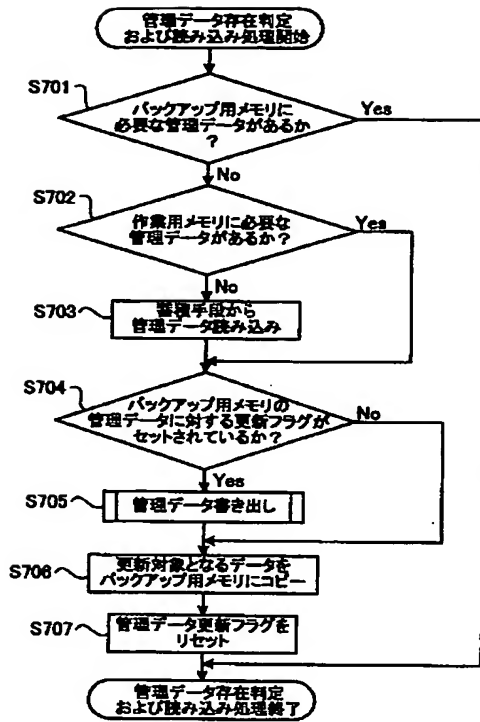 管理データ存在判定
および読み込み処理開始
S701
バックアップ用メモリに
必要な管理データがあるか
?
Yes
No
S702
作業用メモリに必要な
管理データがあるか?
Yes
No
S703
蓄積手段から
管理データ読み込み
S704
バックアップ用メモリの
管理データに対する更新フラグが
セットされているか?
No
Yes
S705
管理データ書き出し
S706
更新対象となるデータを
バックアップ用メモリにコピー
S707
管理データ更新フラグを
リセット
管理データ存在判定
および読み込み処理終了